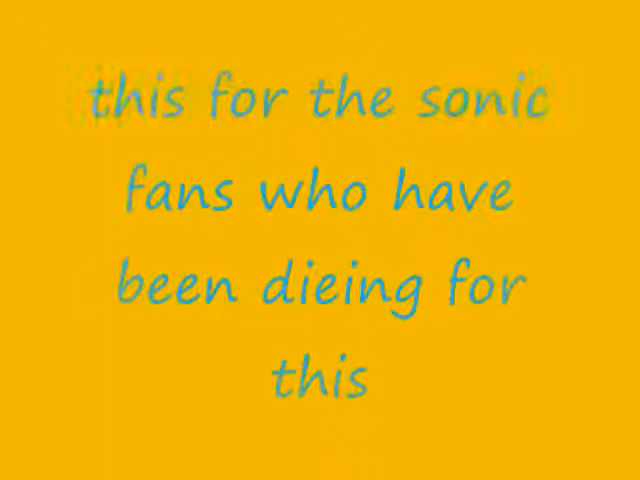 this for the sonic
fans who have
been dieing for
this